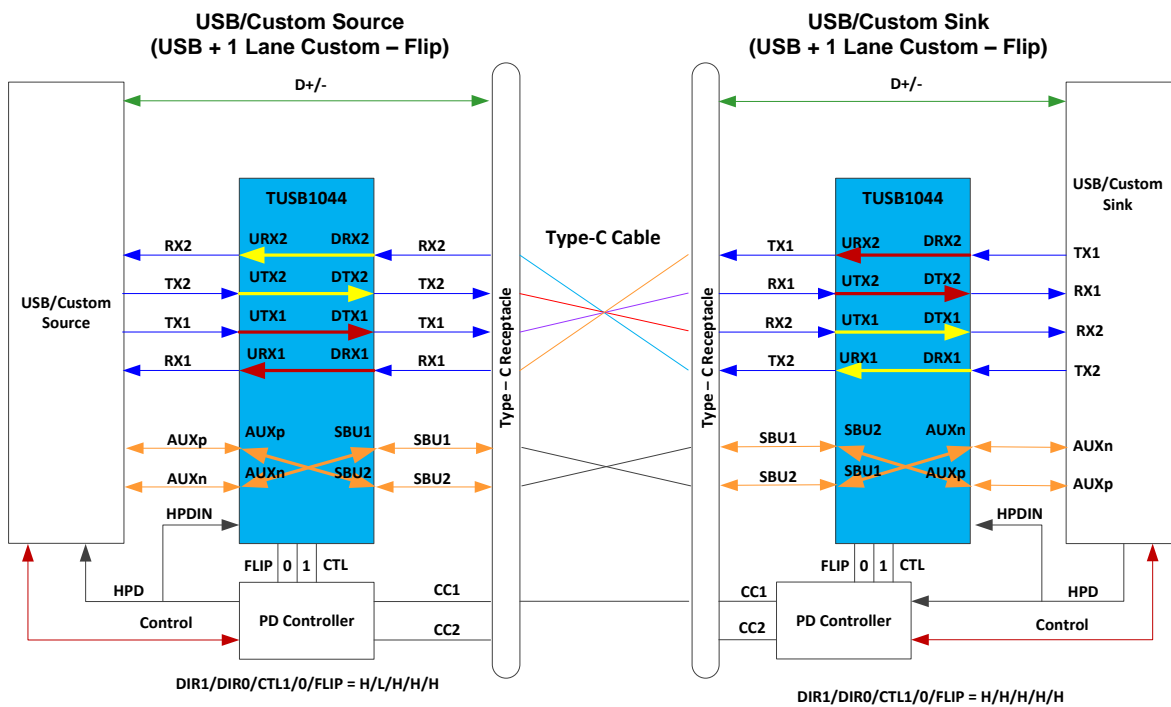 USB/Custom Source
(USB + 1 Lane Custom – Flip)
USB/Custom Sink
(USB + 1 Lane Custom – Flip)
D+/-
D+/-
TUSB1044
TUSB1044
USB/Custom
Sink
Type-C Cable
RX2
URX2
DRX2
RX2
TX1
URX2
DRX2
TX1
TX2
UTX2
DTX2
TX2
RX1
UTX2
DTX2
RX1
USB/Custom
Source
TX1
UTX1
DTX1
TX1
RX2
UTX1
DTX1
RX2
RX1
URX1
DRX1
RX1
TX2
URX1
DRX1
TX2
Type – C Receptacle
Type – C Receptacle
AUXp
AUXp
SBU1
SBU1
SBU1
SBU2
AUXn
AUXn
AUXn
AUXn
SBU2
SBU2
SBU2
SBU1
AUXp
AUXp
HPDIN
HPDIN
FLIP 0 1 CTL
FLIP 0 1 CTL
HPD
CC1
CC1
HPD
Control
PD Controller
CC2
CC2
PD Controller
Control
DIR1/DIR0/CTL1/0/FLIP = H/L/H/H/H
DIR1/DIR0/CTL1/0/FLIP = H/H/H/H/H